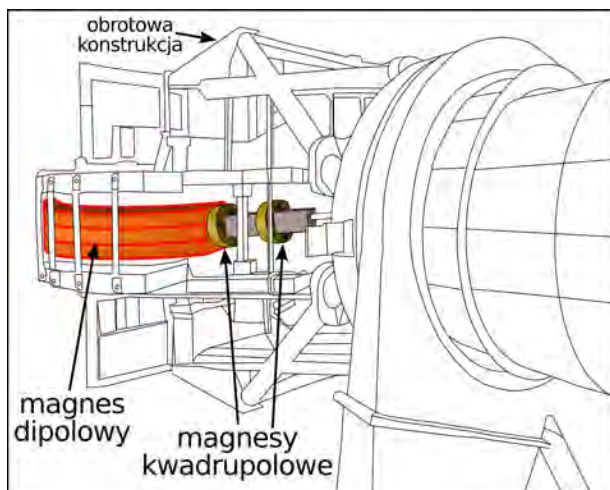 obrotowa
konstrukcja
magnes
dipolowy
magnesy
kwadrupolowe